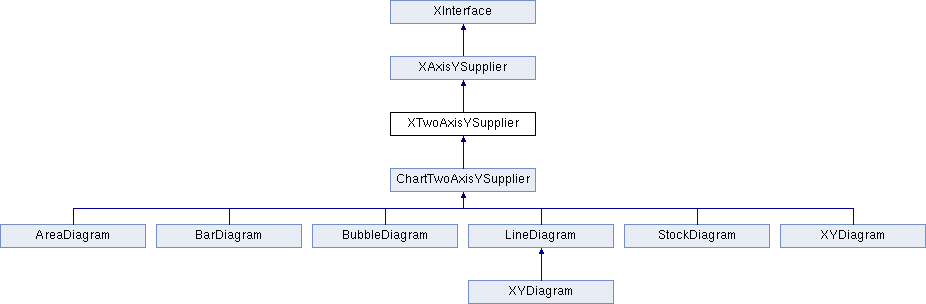 XInterface
XAxisYSupplier
XTwoAxisYSupplier
ChartTwoAxisYSupplier
AreaDiagram
BarDiagram
BubbleDiagram
LineDiagram
StockDiagram
XYDiagram
XYDiagram